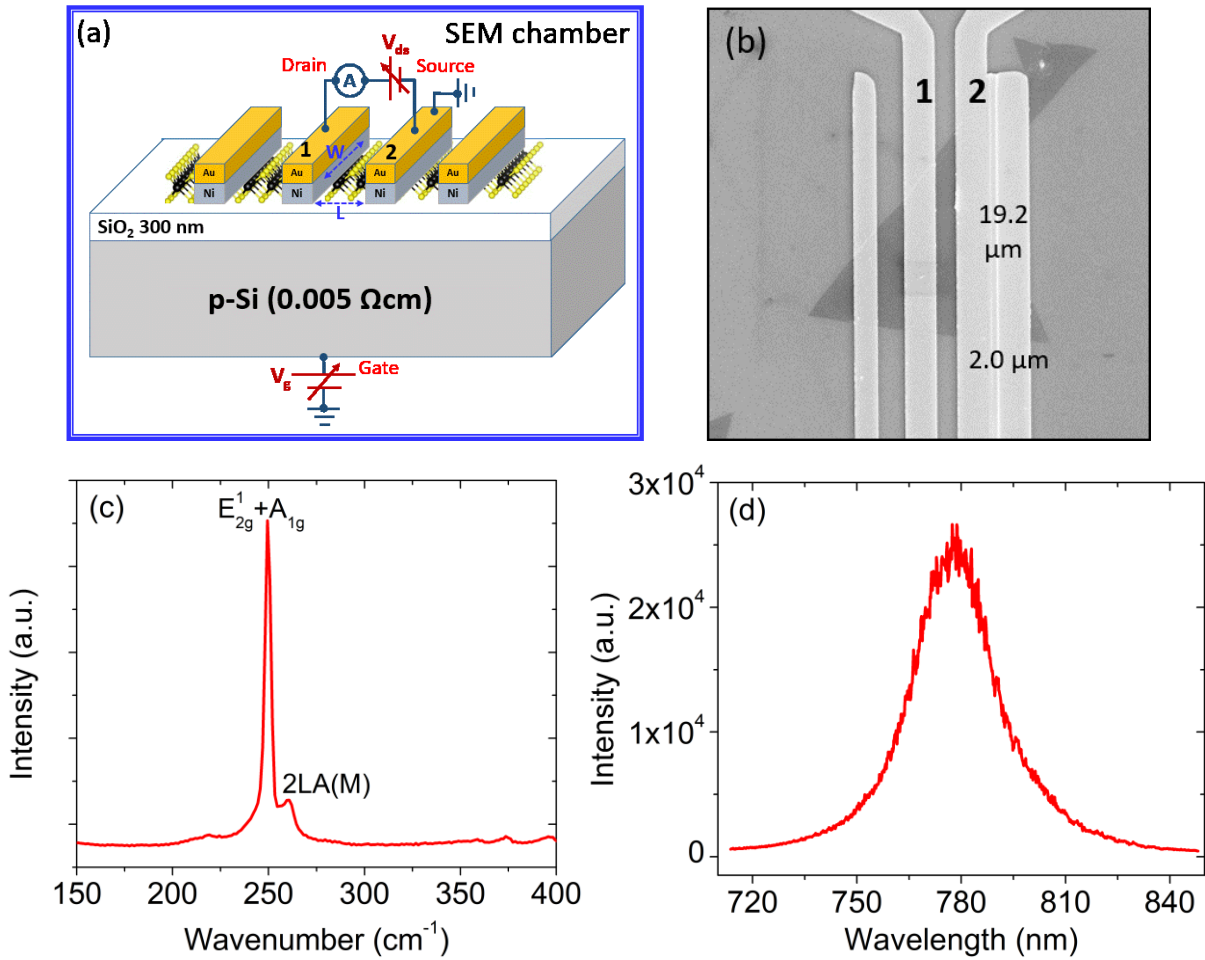 (a)
SEM chamber
V_ds
Drain
A
Source
1
W
2
Au
Au
Au
Au
Ni
Ni
Ni
Ni
L
SiO₂ 300 nm
p-Si (0.005 Ωcm)
V_g
Gate
(b)
1
2
19.2
μm
2.0 μm
(c)
E¹₂g+A₁g
2LA(M)
Intensity (a.u.)
150
200
250
300
350
400
Wavenumber (cm⁻¹)
(d)
3x10⁴
2x10⁴
1x10⁴
0
Intensity (a.u.)
720
750
780
810
840
Wavelength (nm)